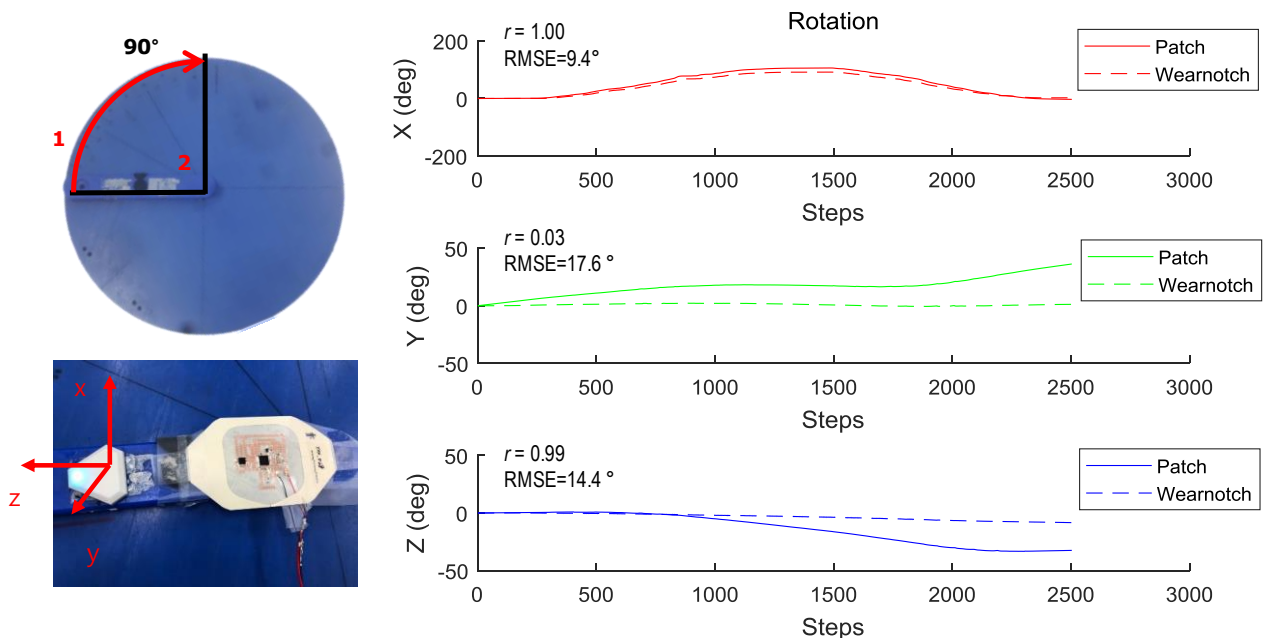 90°
1
2
x
z
y
Rotation
r = 1.00
RMSE=9.4°
Patch
Wearnotch
X (deg)
200
0
-200
0 500 1000 1500 2000 2500 3000
Steps
r = 0.03
RMSE=17.6 °
Patch
Wearnotch
Y (deg)
50
0
-50
0 500 1000 1500 2000 2500 3000
Steps
r = 0.99
RMSE=14.4 °
Patch
Wearnotch
Z (deg)
50
0
-50
0 500 1000 1500 2000 2500 3000
Steps